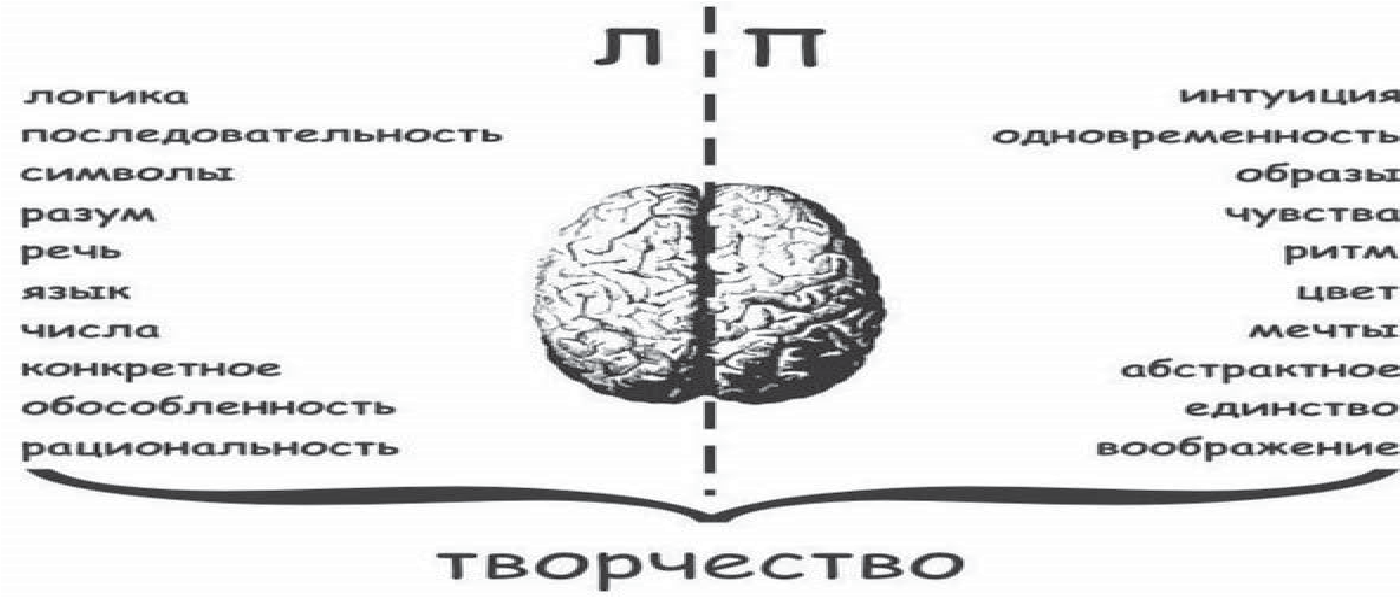 Л П
логика
последовательность
символы
разум
речь
язык
числа
конкретное
обособленность
рациональность
интуиция
одновременность
образы
чувства
ритм
цвет
мечты
абстрактное
единство
воображение
творчество